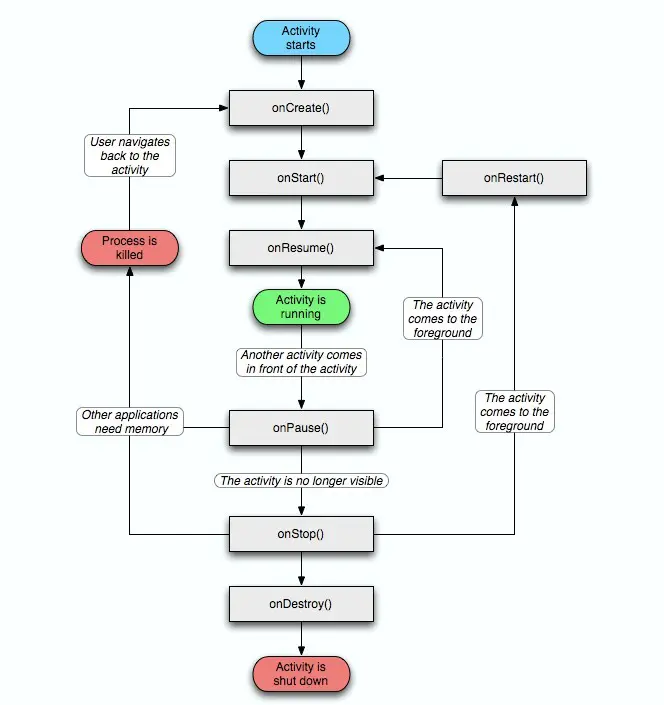 Activity
starts
onCreate()
User navigates
back to the
activity
onStart()
onRestart()
Process is
killed
onResume()
Activity is
running
The activity
comes to the
foreground
Another activity comes
in front of the activity
The activity
comes to the
foreground
Other applications
need memory
onPause()
The activity is no longer visible
onStop()
onDestroy()
Activity is
shut down